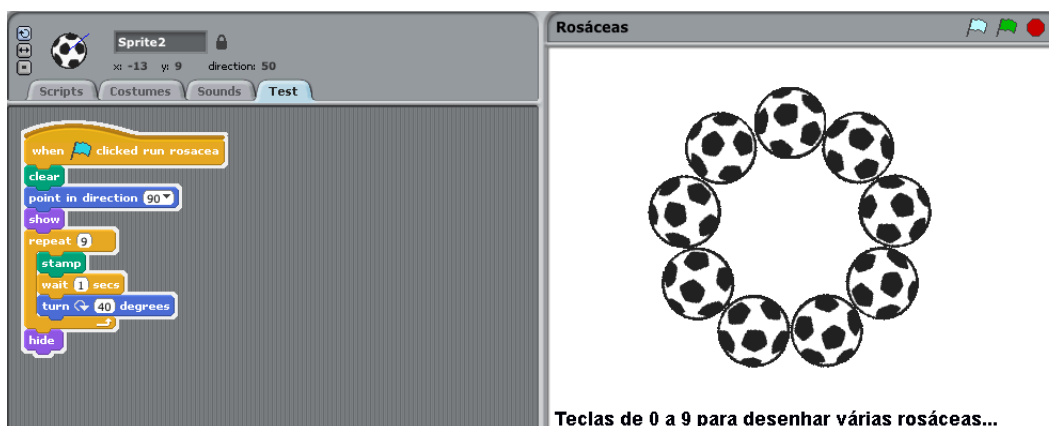 Sprite2
x: -13 y: 9 direction: 50
Scripts Costumes Sounds Test
when clicked run rosacea
clear
point in direction 90
show
repeat 9
stamp
wait 1 secs
turn 40 degrees
hide
Rosáceas
Teclas de 0 a 9 para desenhar várias rosáceas...